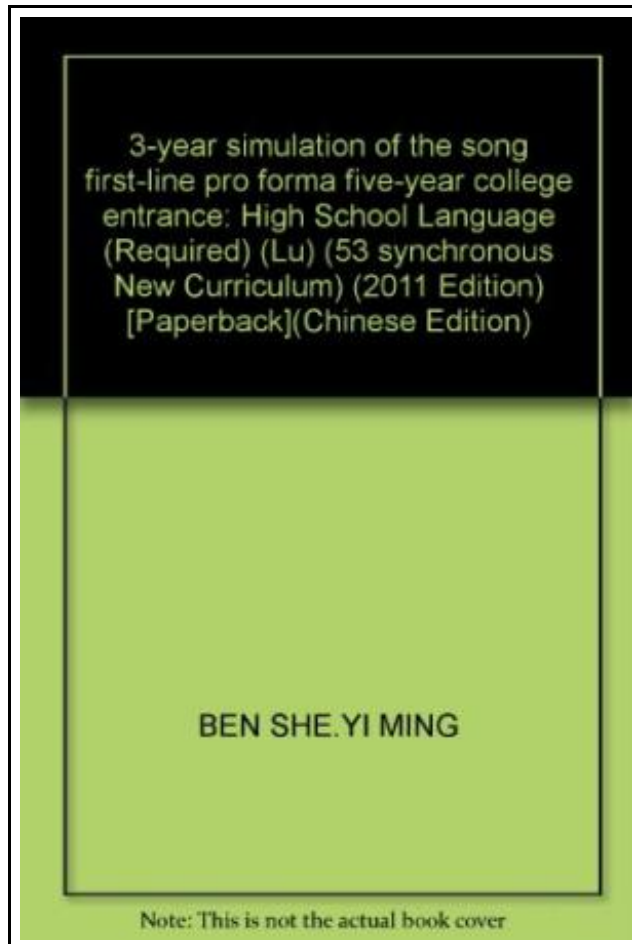 3-year simulation of the song
first-line pro forma five-year college
entrance: High School Language
(Required) (Lu) (53 synchronous
New Curriculum) (2011 Edition)
[Paperback](Chinese Edition)
BEN SHE.YI MING
Note: This is not the actual book cover